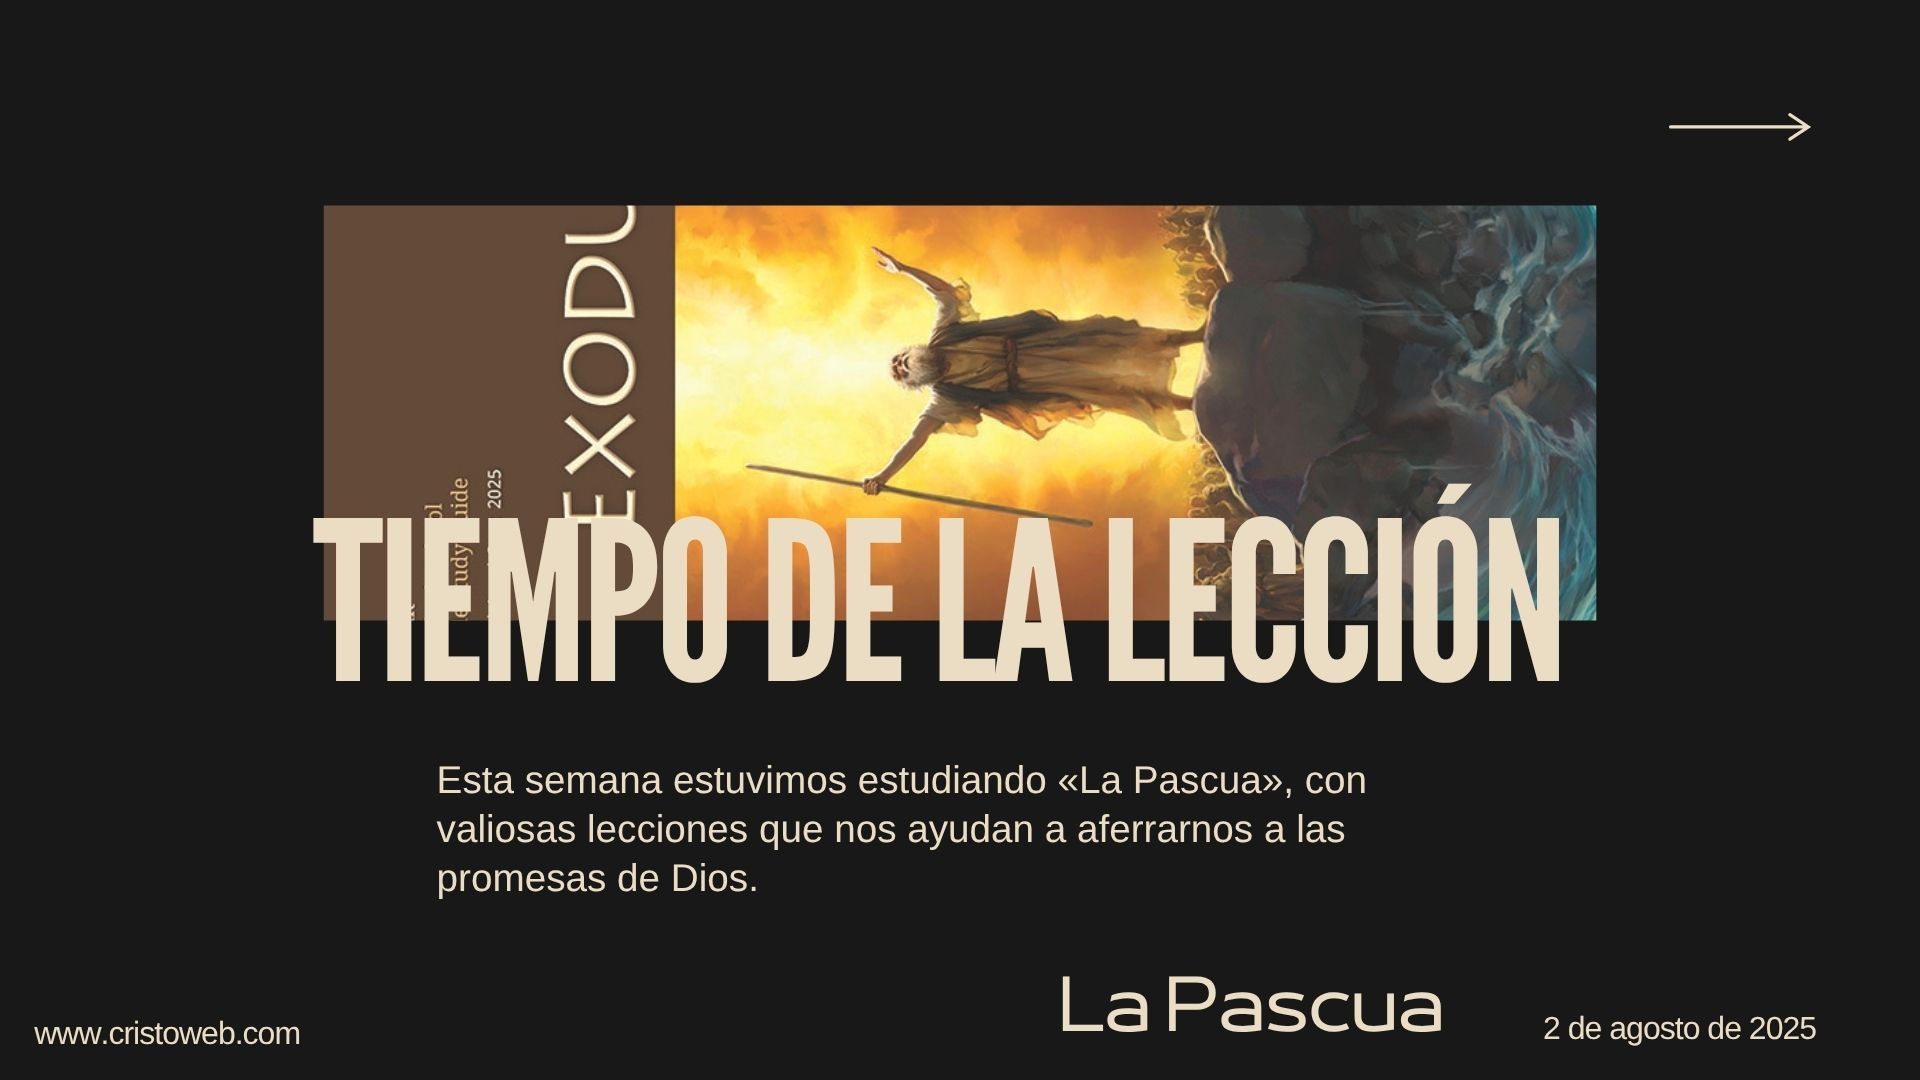 EXODU
2025
TIEMPO DE LA LECCIÓN
Esta semana estuvimos estudiando «La Pascua», con
valiosas lecciones que nos ayudan a aferrarnos a las
promesas de Dios.
La Pascua
www.cristoweb.com
2 de agosto de 2025